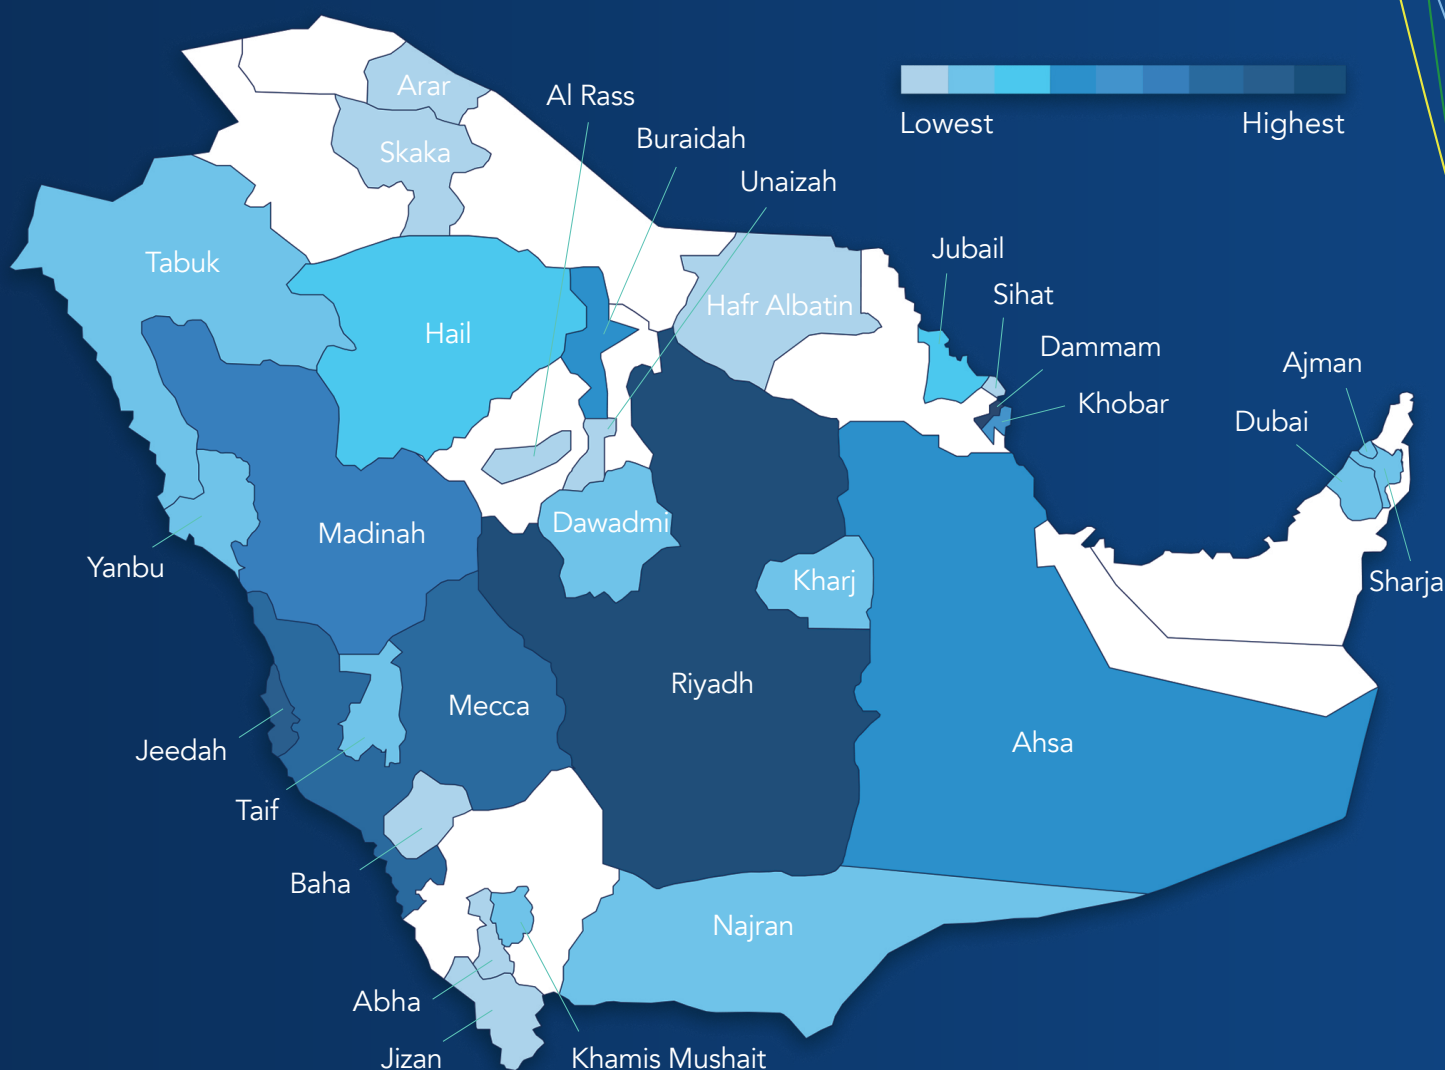 Arar
Al Rass
Buraidah
Unaizah
Skaka
Lowest
Highest
Tabuk
Hail
Hafr Albatin
Jubail
Sihat
Dammam
Khobar
Ajman
Dubai
Sharja
Yanbu
Madinah
Dawadmi
Kharj
Riyadh
Mecca
Ahsa
Jeedah
Taif
Baha
Najran
Abha
Jizan
Khamis Mushait